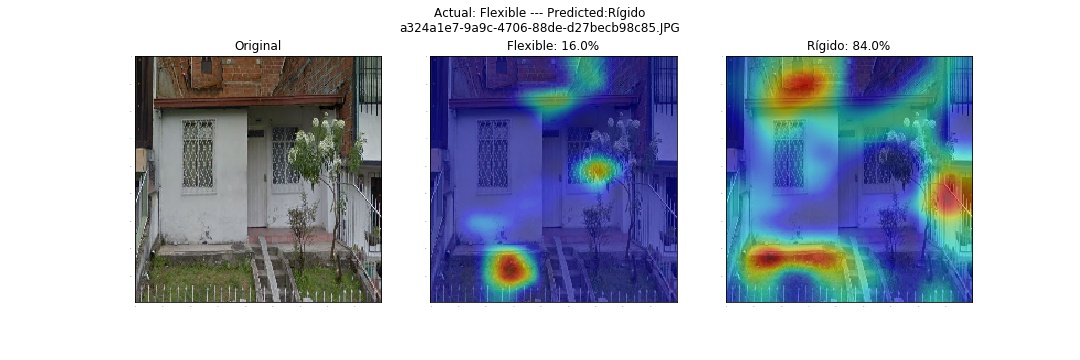 Actual: Flexible --- Predicted:Rígido
a324a1e7-9a9c-4706-88de-d27becb98c85.JPG
Original
Flexible: 16.0%
Rígido: 84.0%